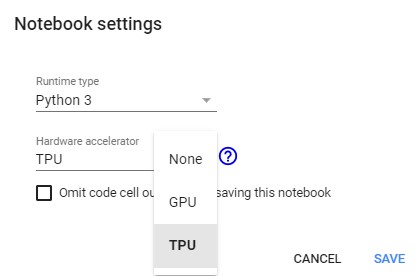 Notebook settings
Runtime type
Python 3
Hardware accelerator
TPU
None
GPU
TPU
Omit code cell ou saving this notebook
CANCEL SAVE